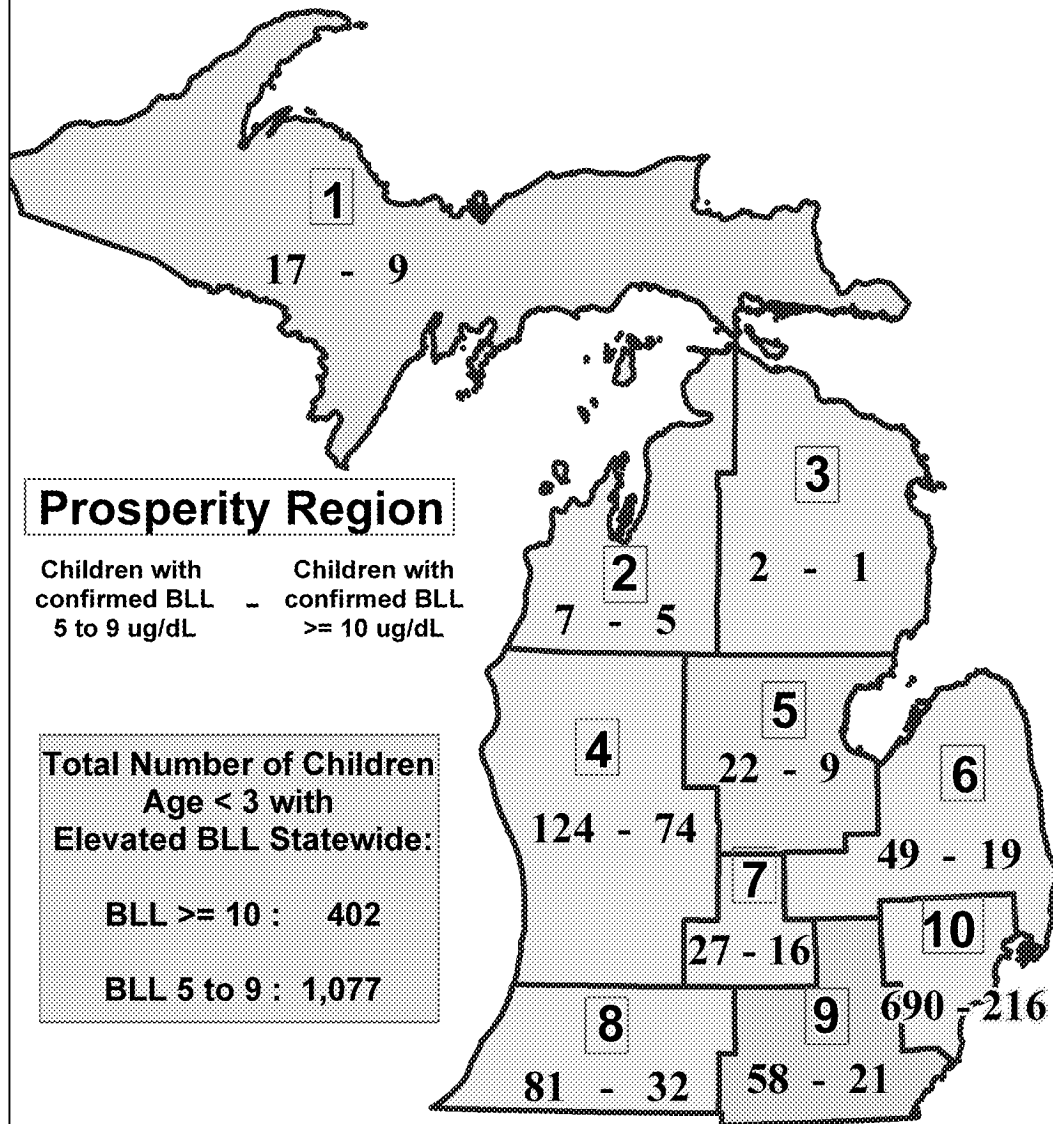 1
17 - 9
3
2 - 1
Prosperity Region
Children with confirmed BLL 5 to 9 ug/dL
-
Children with confirmed BLL >= 10 ug/dL
2
7 - 5
4
124 - 74
5
22 - 9
6
49 - 19
Total Number of Children
Age < 3 with
Elevated BLL Statewide:
BLL >= 10 : 402
BLL 5 to 9 : 1,077
7
27 - 16
10
690 - 216
8
81 - 32
9
58 - 21